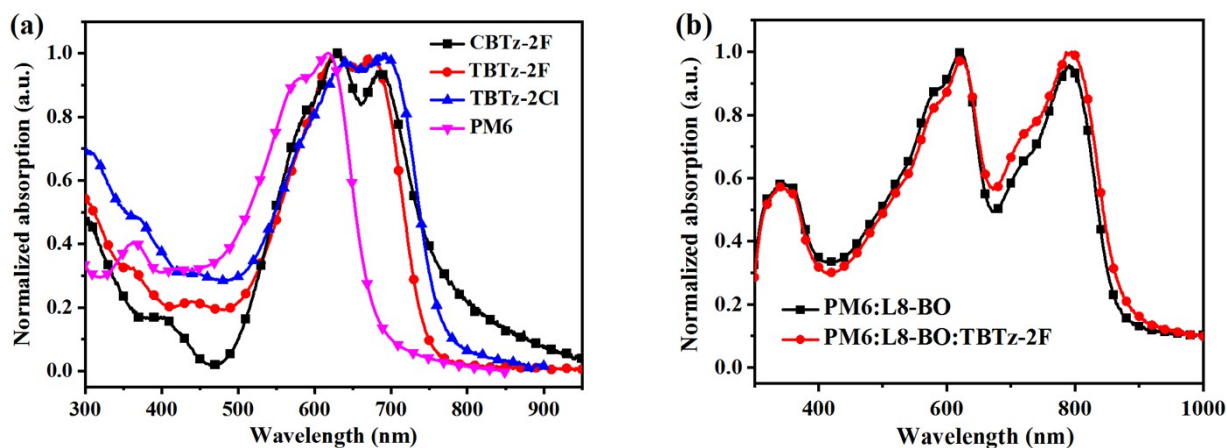 (a)
Normalized absorption (a.u.)
1.0
0.8
0.6
0.4
0.2
0.0
CBTz-2F
TBTz-2F
TBTz-2Cl
PM6
300 400 500 600 700 800 900
Wavelength (nm)
(b)
Normalized absorption (a.u.)
1.0
0.8
0.6
0.4
0.2
0.0
PM6:L8-BO
PM6:L8-BO:TBTz-2F
400 600 800 1000
Wavelength (nm)